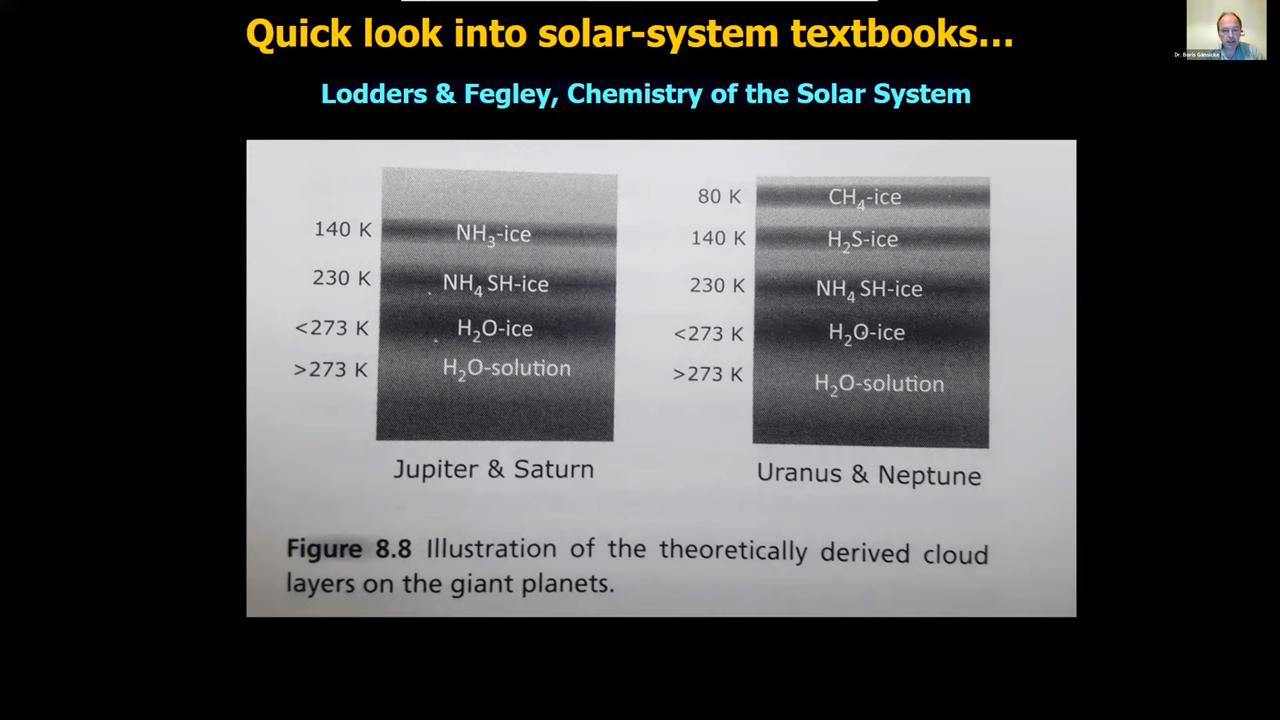 Quick look into solar-system textbooks...
Dr. Boris Gänsicke
Lodders & Fegley, Chemistry of the Solar System
140 K NH₃-ice
230 K NH₄ SH-ice
<273 K H₂O-ice
>273 K H₂O-solution
Jupiter & Saturn
80 K CH₄-ice
140 K H₂S-ice
230 K NH₄ SH-ice
<273 K H₂O-ice
>273 K H₂O-solution
Uranus & Neptune
Figure 8.8 Illustration of the theoretically derived cloud
layers on the giant planets.